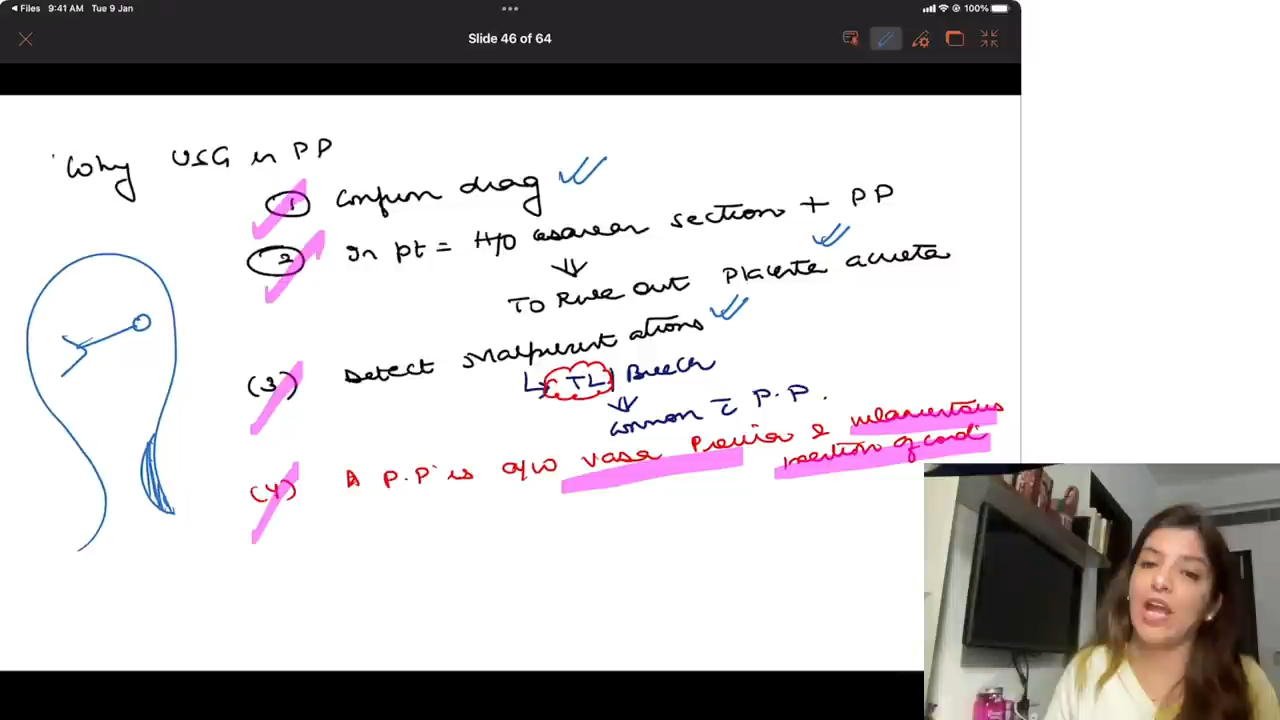 Files 9:41 AM Tue 9 Jan
100%
Slide 46 of 64
Why USG in PP
1 Confirm diag
2 In pt = H/O cesarean section + PP
To Rule out Placenta accreta
(3) Detect Malpresentations
TL | Breech
common c̄ P.P.
(4) A P.P is a/w vasa Previa & velamentous
insertion of cord